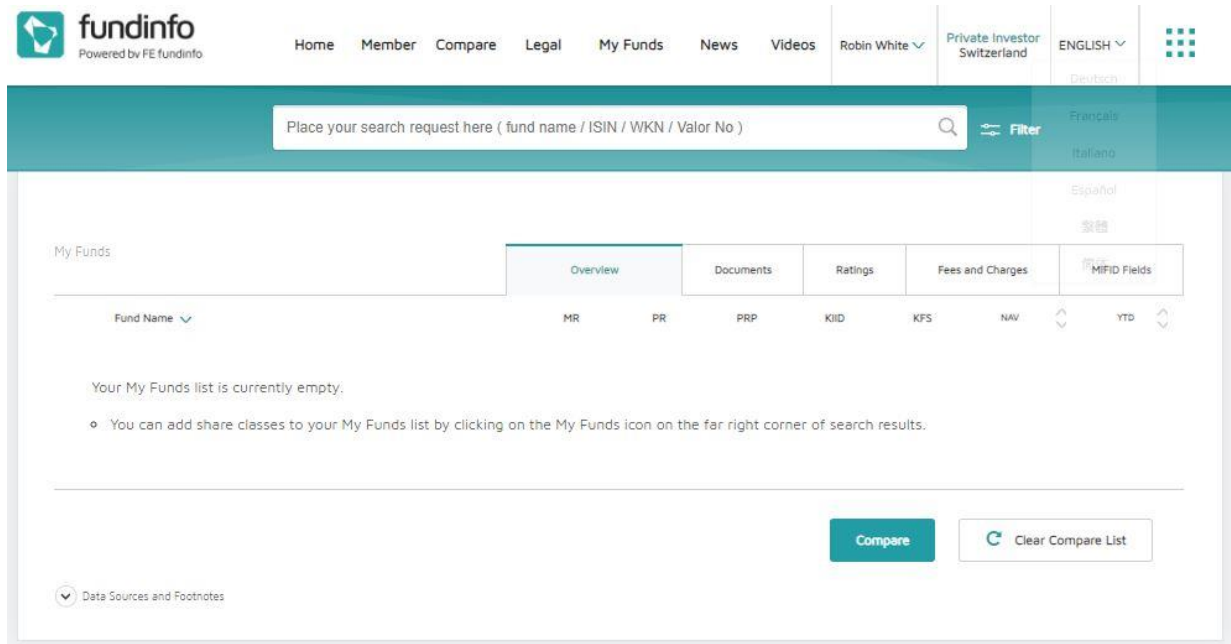 fundinfo
Powered by FE fundinfo
Home Member Compare Legal My Funds News Videos Robin White Private Investor Switzerland ENGLISH
Deutsch
Place your search request here ( fund name / ISIN / WKN / Valor No ) Filter Français
Italiano
Español
繁體
My Funds
Overview Documents Ratings Fees and Charges MIFID Fields
简体
Fund Name MR PR PRP KIID KFS NAV YTD
Your My Funds list is currently empty.
You can add share classes to your My Funds list by clicking on the My Funds icon on the far right corner of search results.
Compare Clear Compare List
Data Sources and Footnotes